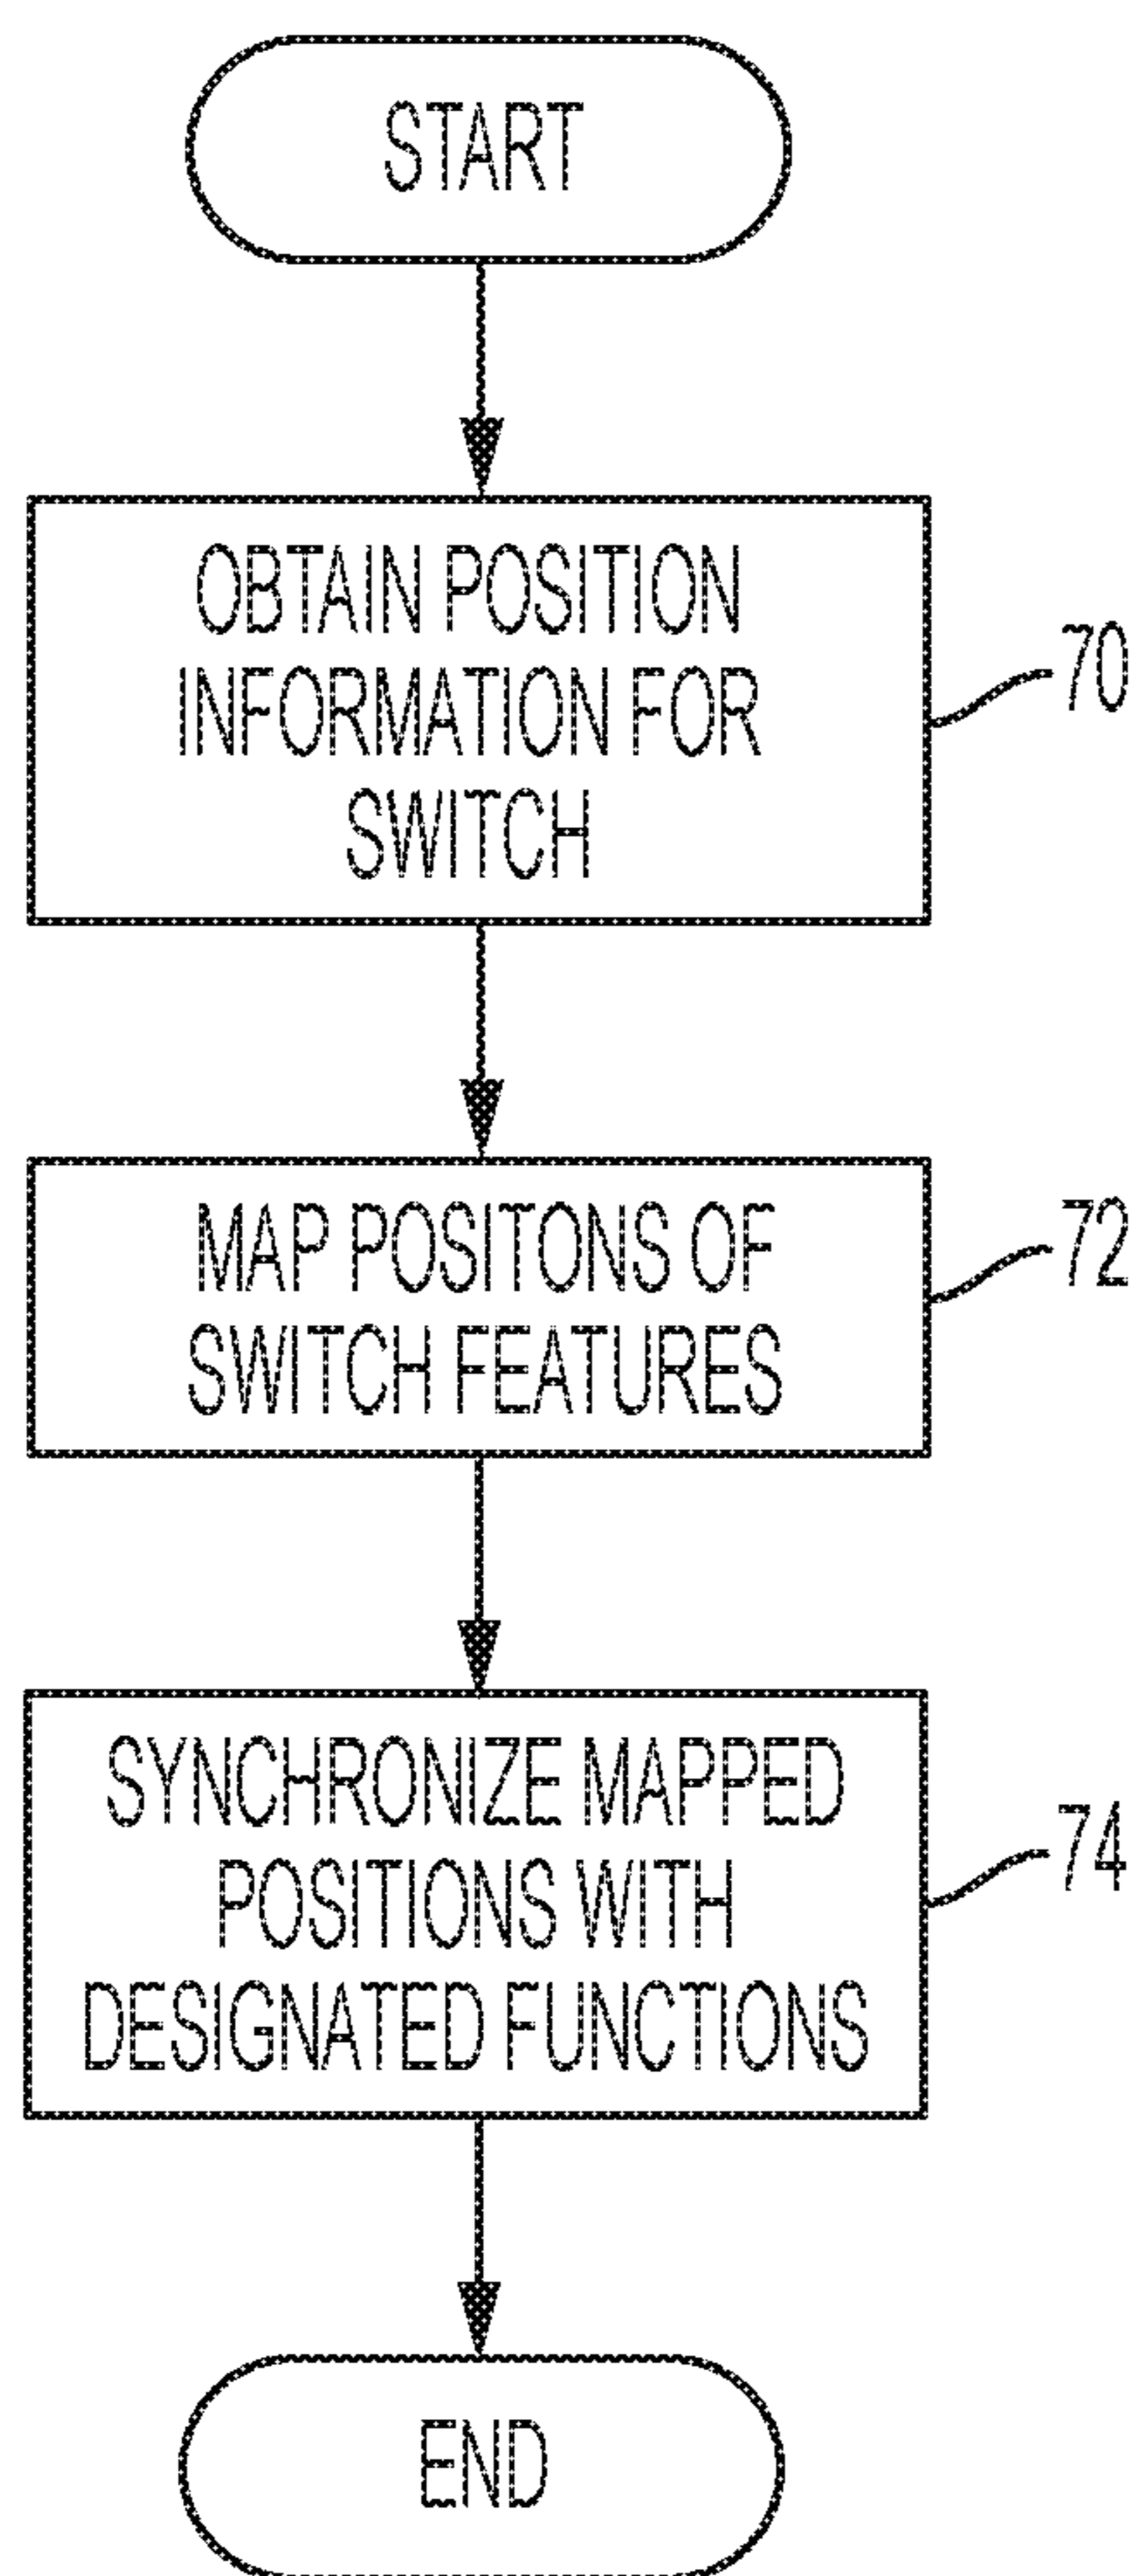 START
OBTAIN POSITION
INFORMATION FOR
SWITCH
70
MAP POSITONS OF
SWITCH FEATURES
72
SYNCHRONIZE MAPPED
POSITIONS WITH
DESIGNATED FUNCTIONS
74
END